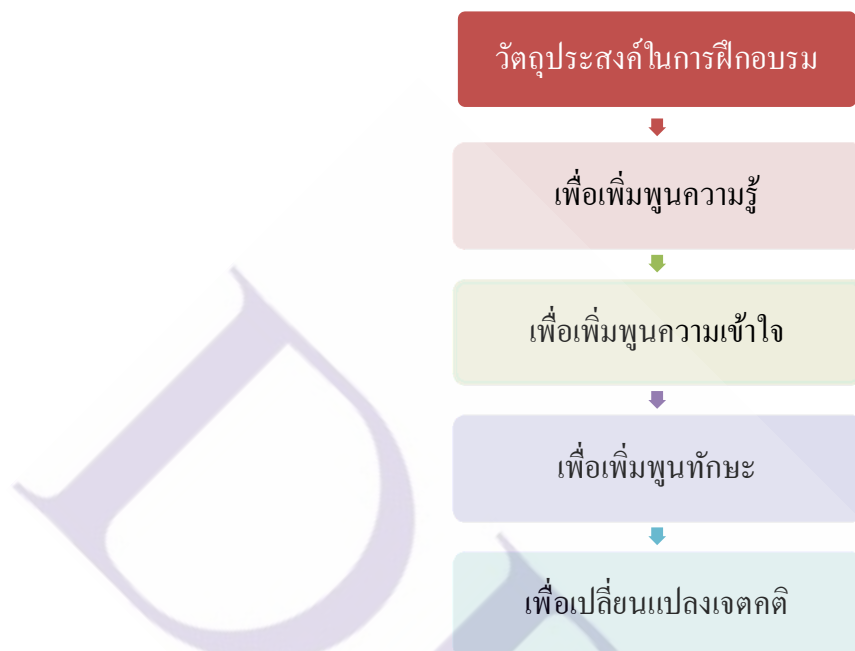 วัตถุประสงค์ในการฝึกอบรม
เพื่อเพิ่มพูนความรู้
เพื่อเพิ่มพูนความเข้าใจ
เพื่อเพิ่มพูนทักษะ
เพื่อเปลี่ยนแปลงเจตคติ